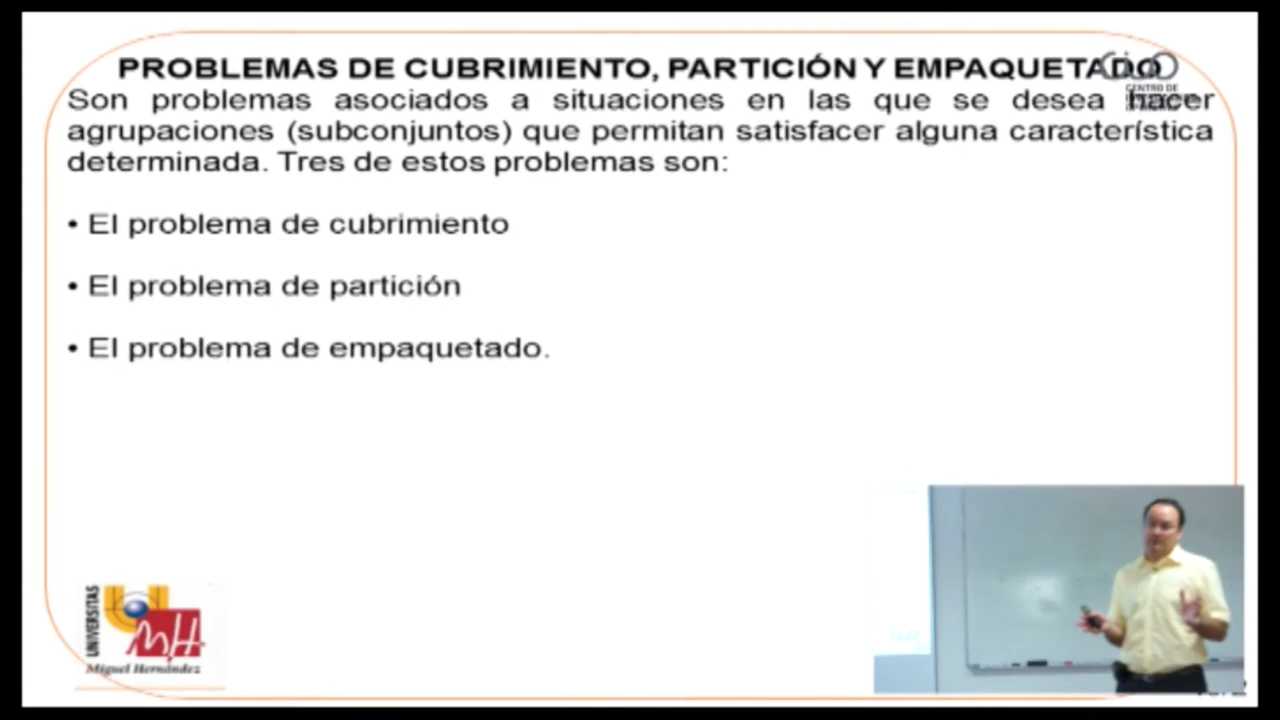 PROBLEMAS DE CUBRIMIENTO, PARTICIÓN Y EMPAQUETADO
Son problemas asociados a situaciones en las que se desea hacer
agrupaciones (subconjuntos) que permitan satisfacer alguna característica
determinada. Tres de estos problemas son:
• El problema de cubrimiento
• El problema de partición
• El problema de empaquetado.
CENTRO DE
UNIVERSITAS
Miguel Hernández